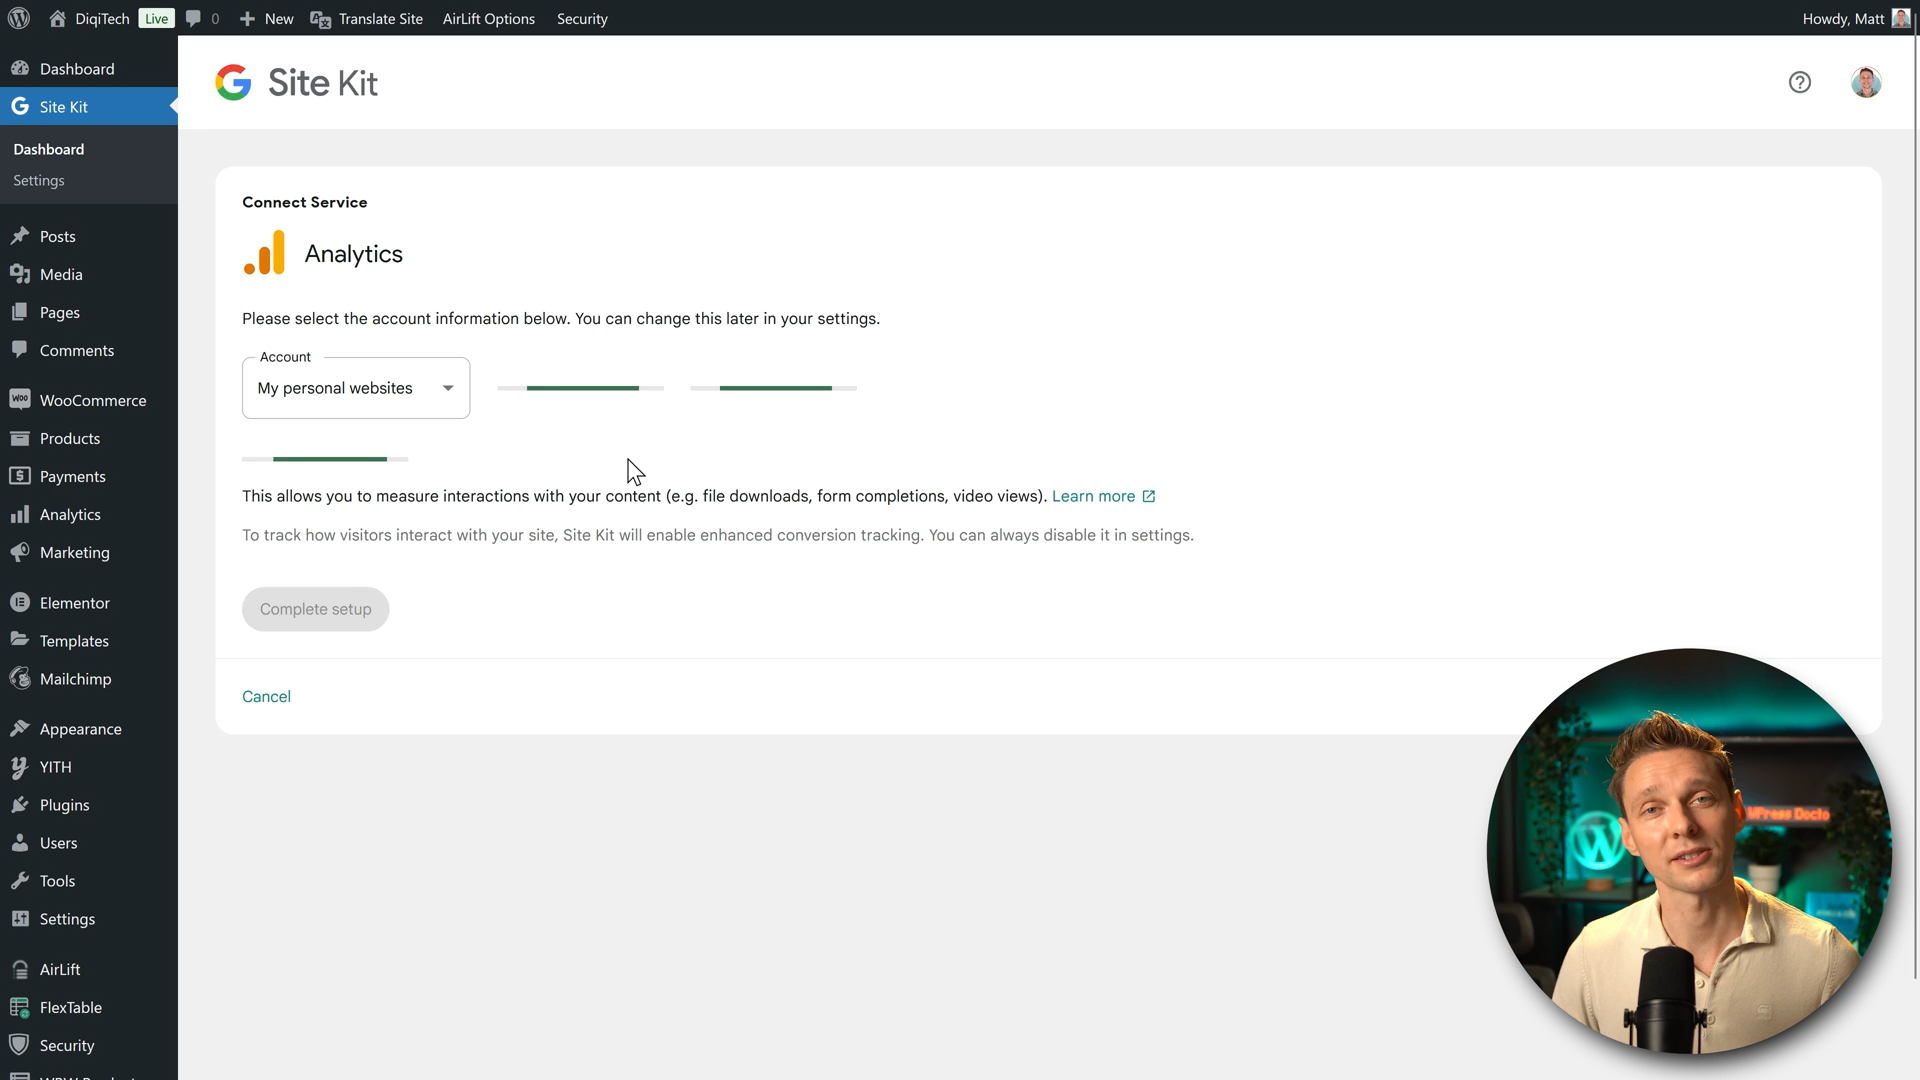 DiqiTech Live 0 New Translate Site AirLift Options Security Howdy, Matt
Dashboard
Site Kit
Dashboard
Settings
Posts
Media
Pages
Comments
WooCommerce
Products
Payments
Analytics
Marketing
Elementor
Templates
Mailchimp
Appearance
YITH
Plugins
Users
Tools
Settings
AirLift
FlexTable
Security
Site Kit
Connect Service
Analytics
Please select the account information below. You can change this later in your settings.
Account
My personal websites
This allows you to measure interactions with your content (e.g. file downloads, form completions, video views). Learn more
To track how visitors interact with your site, Site Kit will enable enhanced conversion tracking. You can always disable it in settings.
Complete setup
Cancel